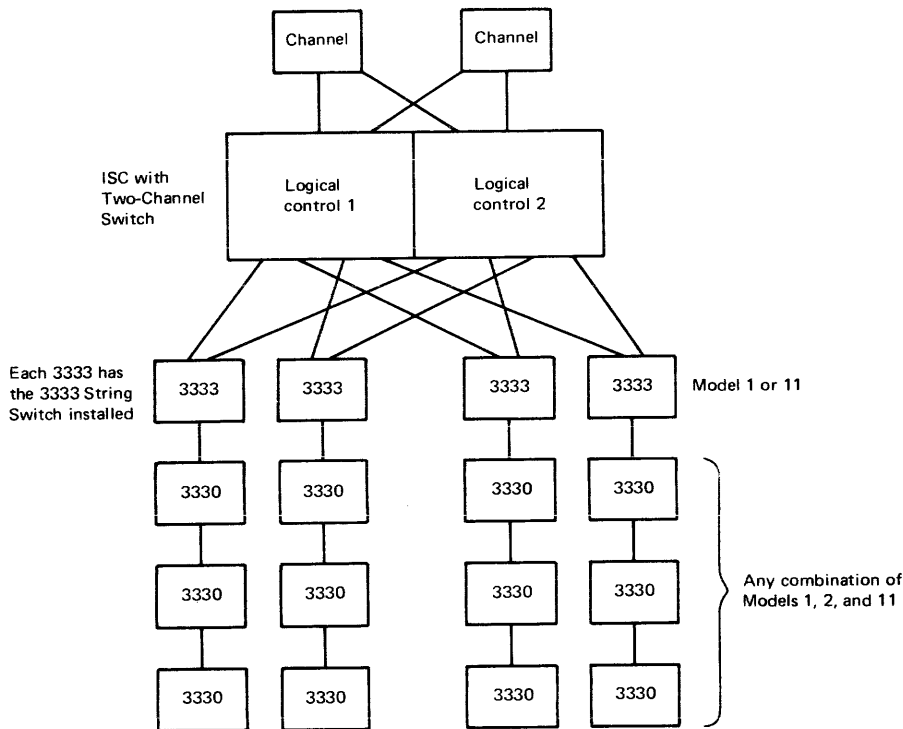 Channel
Channel
ISC with
Two-Channel
Switch
Logical
control 1
Logical
control 2
Each 3333 has
the 3333 String
Switch installed
3333
3333
3333
3333
Model 1 or 11
3330
3330
3330
3330
3330
3330
3330
3330
Any combination of
Models 1, 2, and 11
3330
3330
3330
3330